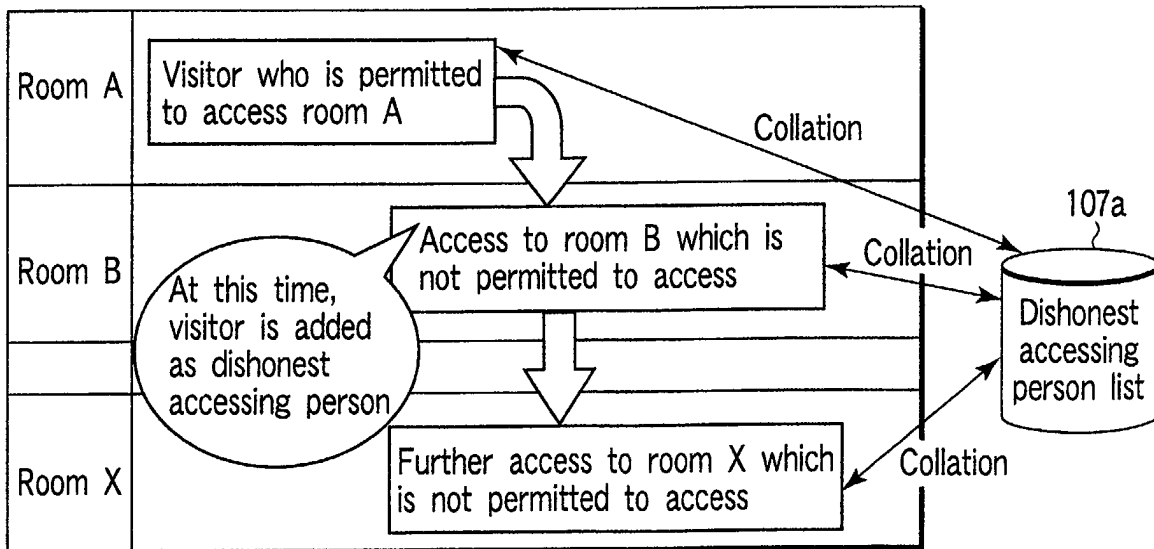 Room A
Visitor who is permitted
to access room A
Collation
107a
Room B
Access to room B which is
not permitted to access
Collation
At this time,
visitor is added
as dishonest
accessing person
Dishonest
accessing
person list
Room X
Further access to room X which
is not permitted to access
Collation